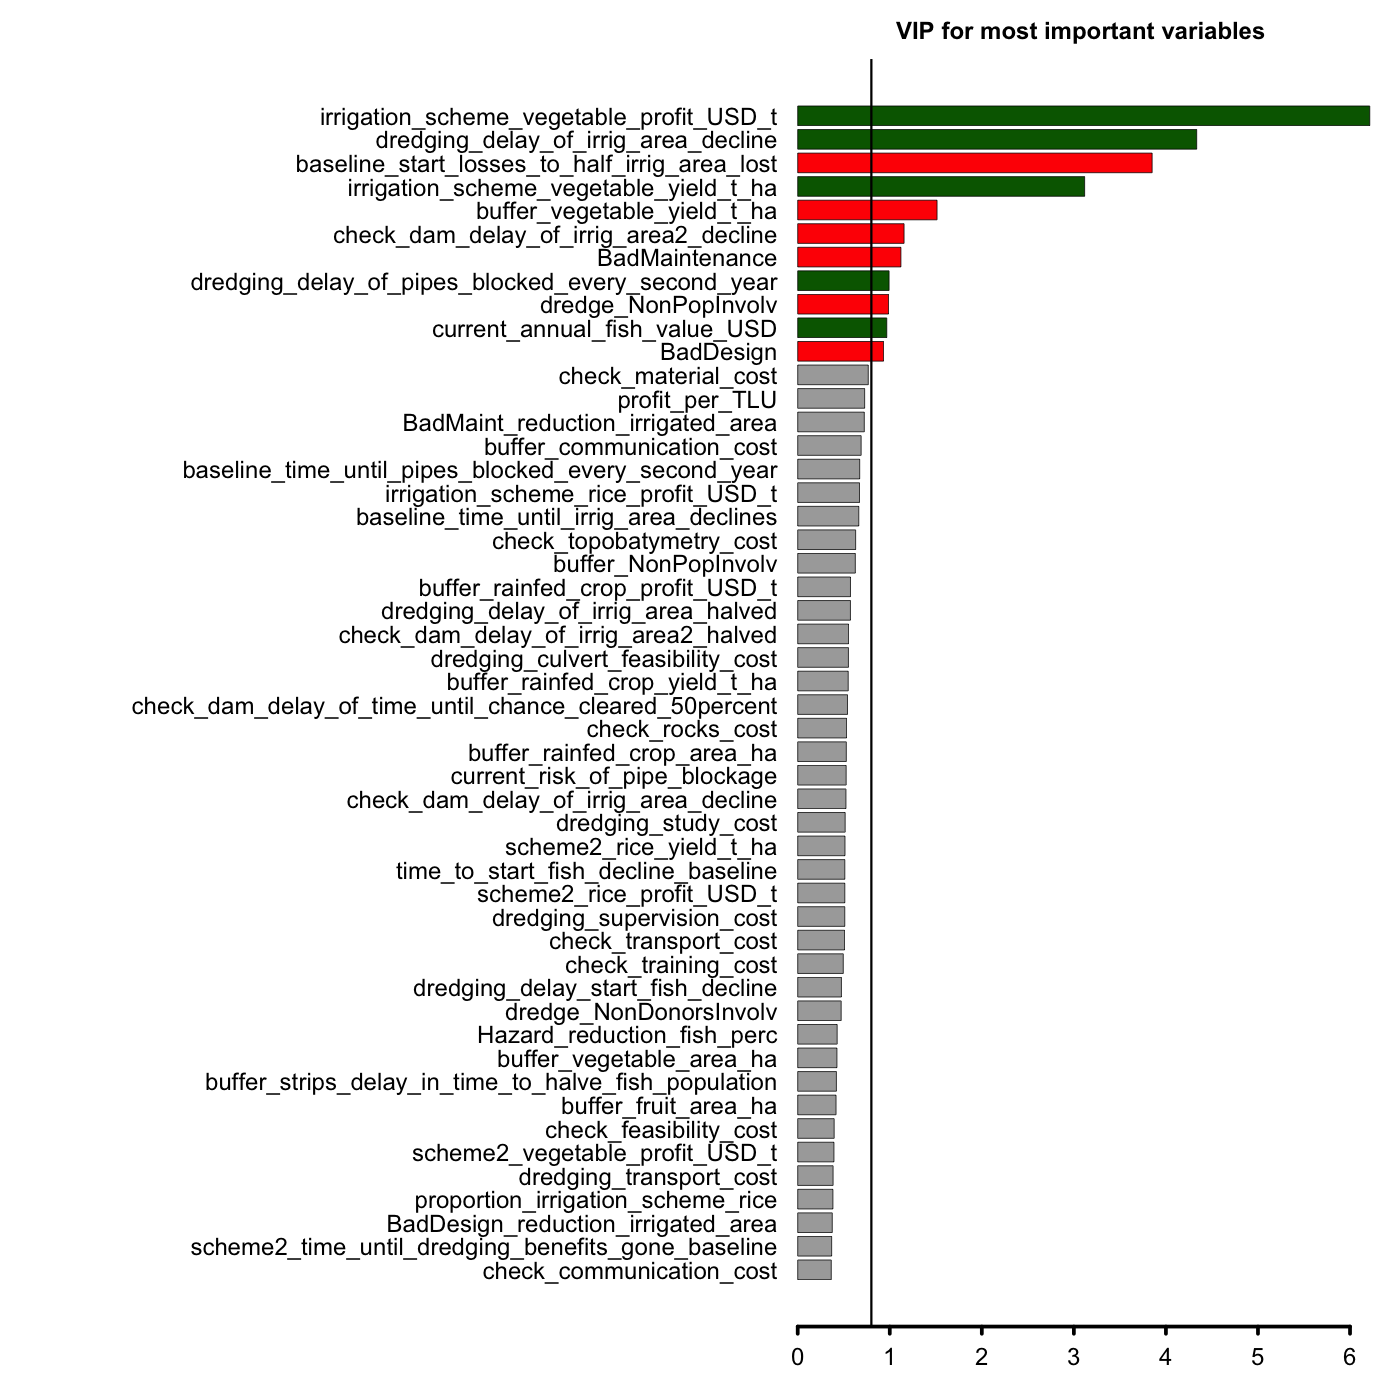 VIP for most important variables
irrigation_scheme_vegetable_profit_USD_t
dredging_delay_of_irrig_area_decline
baseline_start_losses_to_half_irrig_area_lost
irrigation_scheme_vegetable_yield_t_ha
buffer_vegetable_yield_t_ha
check_dam_delay_of_irrig_area2_decline
BadMaintenance
dredging_delay_of_pipes_blocked_every_second_year
dredge_NonPopInvolv
current_annual_fish_value_USD
BadDesign
check_material_cost
profit_per_TLU
BadMaint_reduction_irrigated_area
buffer_communication_cost
baseline_time_until_pipes_blocked_every_second_year
irrigation_scheme_rice_profit_USD_t
baseline_time_until_irrig_area_declines
check_topobatymetry_cost
buffer_NonPopInvolv
buffer_rainfed_crop_profit_USD_t
dredging_delay_of_irrig_area_halved
check_dam_delay_of_irrig_area2_halved
dredging_culvert_feasibility_cost
buffer_rainfed_crop_yield_t_ha
check_dam_delay_of_time_until_chance_cleared_50percent
check_rocks_cost
buffer_rainfed_crop_area_ha
current_risk_of_pipe_blockage
check_dam_delay_of_irrig_area_decline
dredging_study_cost
scheme2_rice_yield_t_ha
time_to_start_fish_decline_baseline
scheme2_rice_profit_USD_t
dredging_supervision_cost
check_transport_cost
check_training_cost
dredging_delay_start_fish_decline
dredge_NonDonorsInvolv
Hazard_reduction_fish_perc
buffer_vegetable_area_ha
buffer_strips_delay_in_time_to_halve_fish_population
buffer_fruit_area_ha
check_feasibility_cost
scheme2_vegetable_profit_USD_t
dredging_transport_cost
proportion_irrigation_scheme_rice
BadDesign_reduction_irrigated_area
scheme2_time_until_dredging_benefits_gone_baseline
check_communication_cost
0 1 2 3 4 5 6